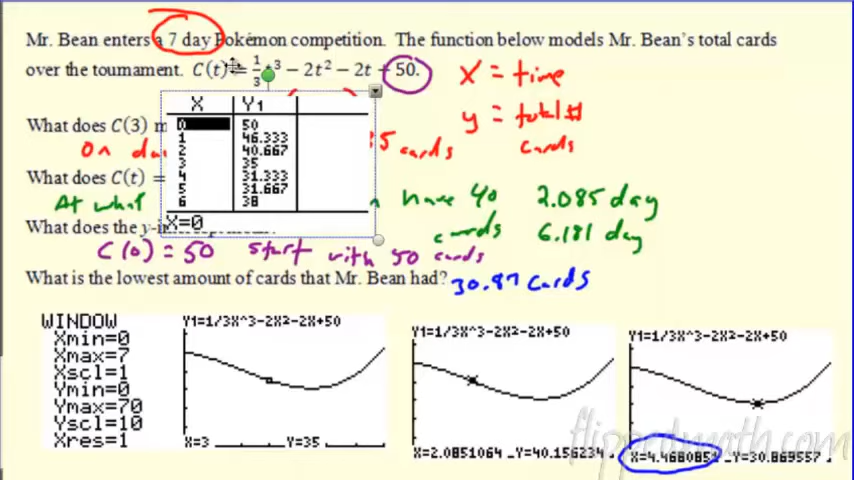 Mr. Bean enters a 7 day Pokémon competition. The function below models Mr. Bean's total cards
over the tournament. C(t) = 1/3 t³ − 2t² − 2t + 50.
x = time
y = total # cards
What does C(3) m
On da
35 cards
X Y1
0 50
1 46.333
2 40.667
3 35
4 31.333
5 31.667
6 38
X=0
What does C(t) =
At what
have 40 cards
2.085 day
6.181 day
What does the y-in
C(0) = 50 start with 50 cards
What is the lowest amount of cards that Mr. Bean had? 30.87 cards
WINDOW
Xmin=0
Xmax=7
Xscl=1
Ymin=0
Ymax=70
Yscl=10
Xres=1
Y1=1/3X^3-2X²-2X+50
X=3 Y=35
Y1=1/3X^3-2X²-2X+50
X=2.0851064 Y=40.156234
Y1=1/3X^3-2X²-2X+50
X=4.4680851 Y=30.869557
flippedmath.com